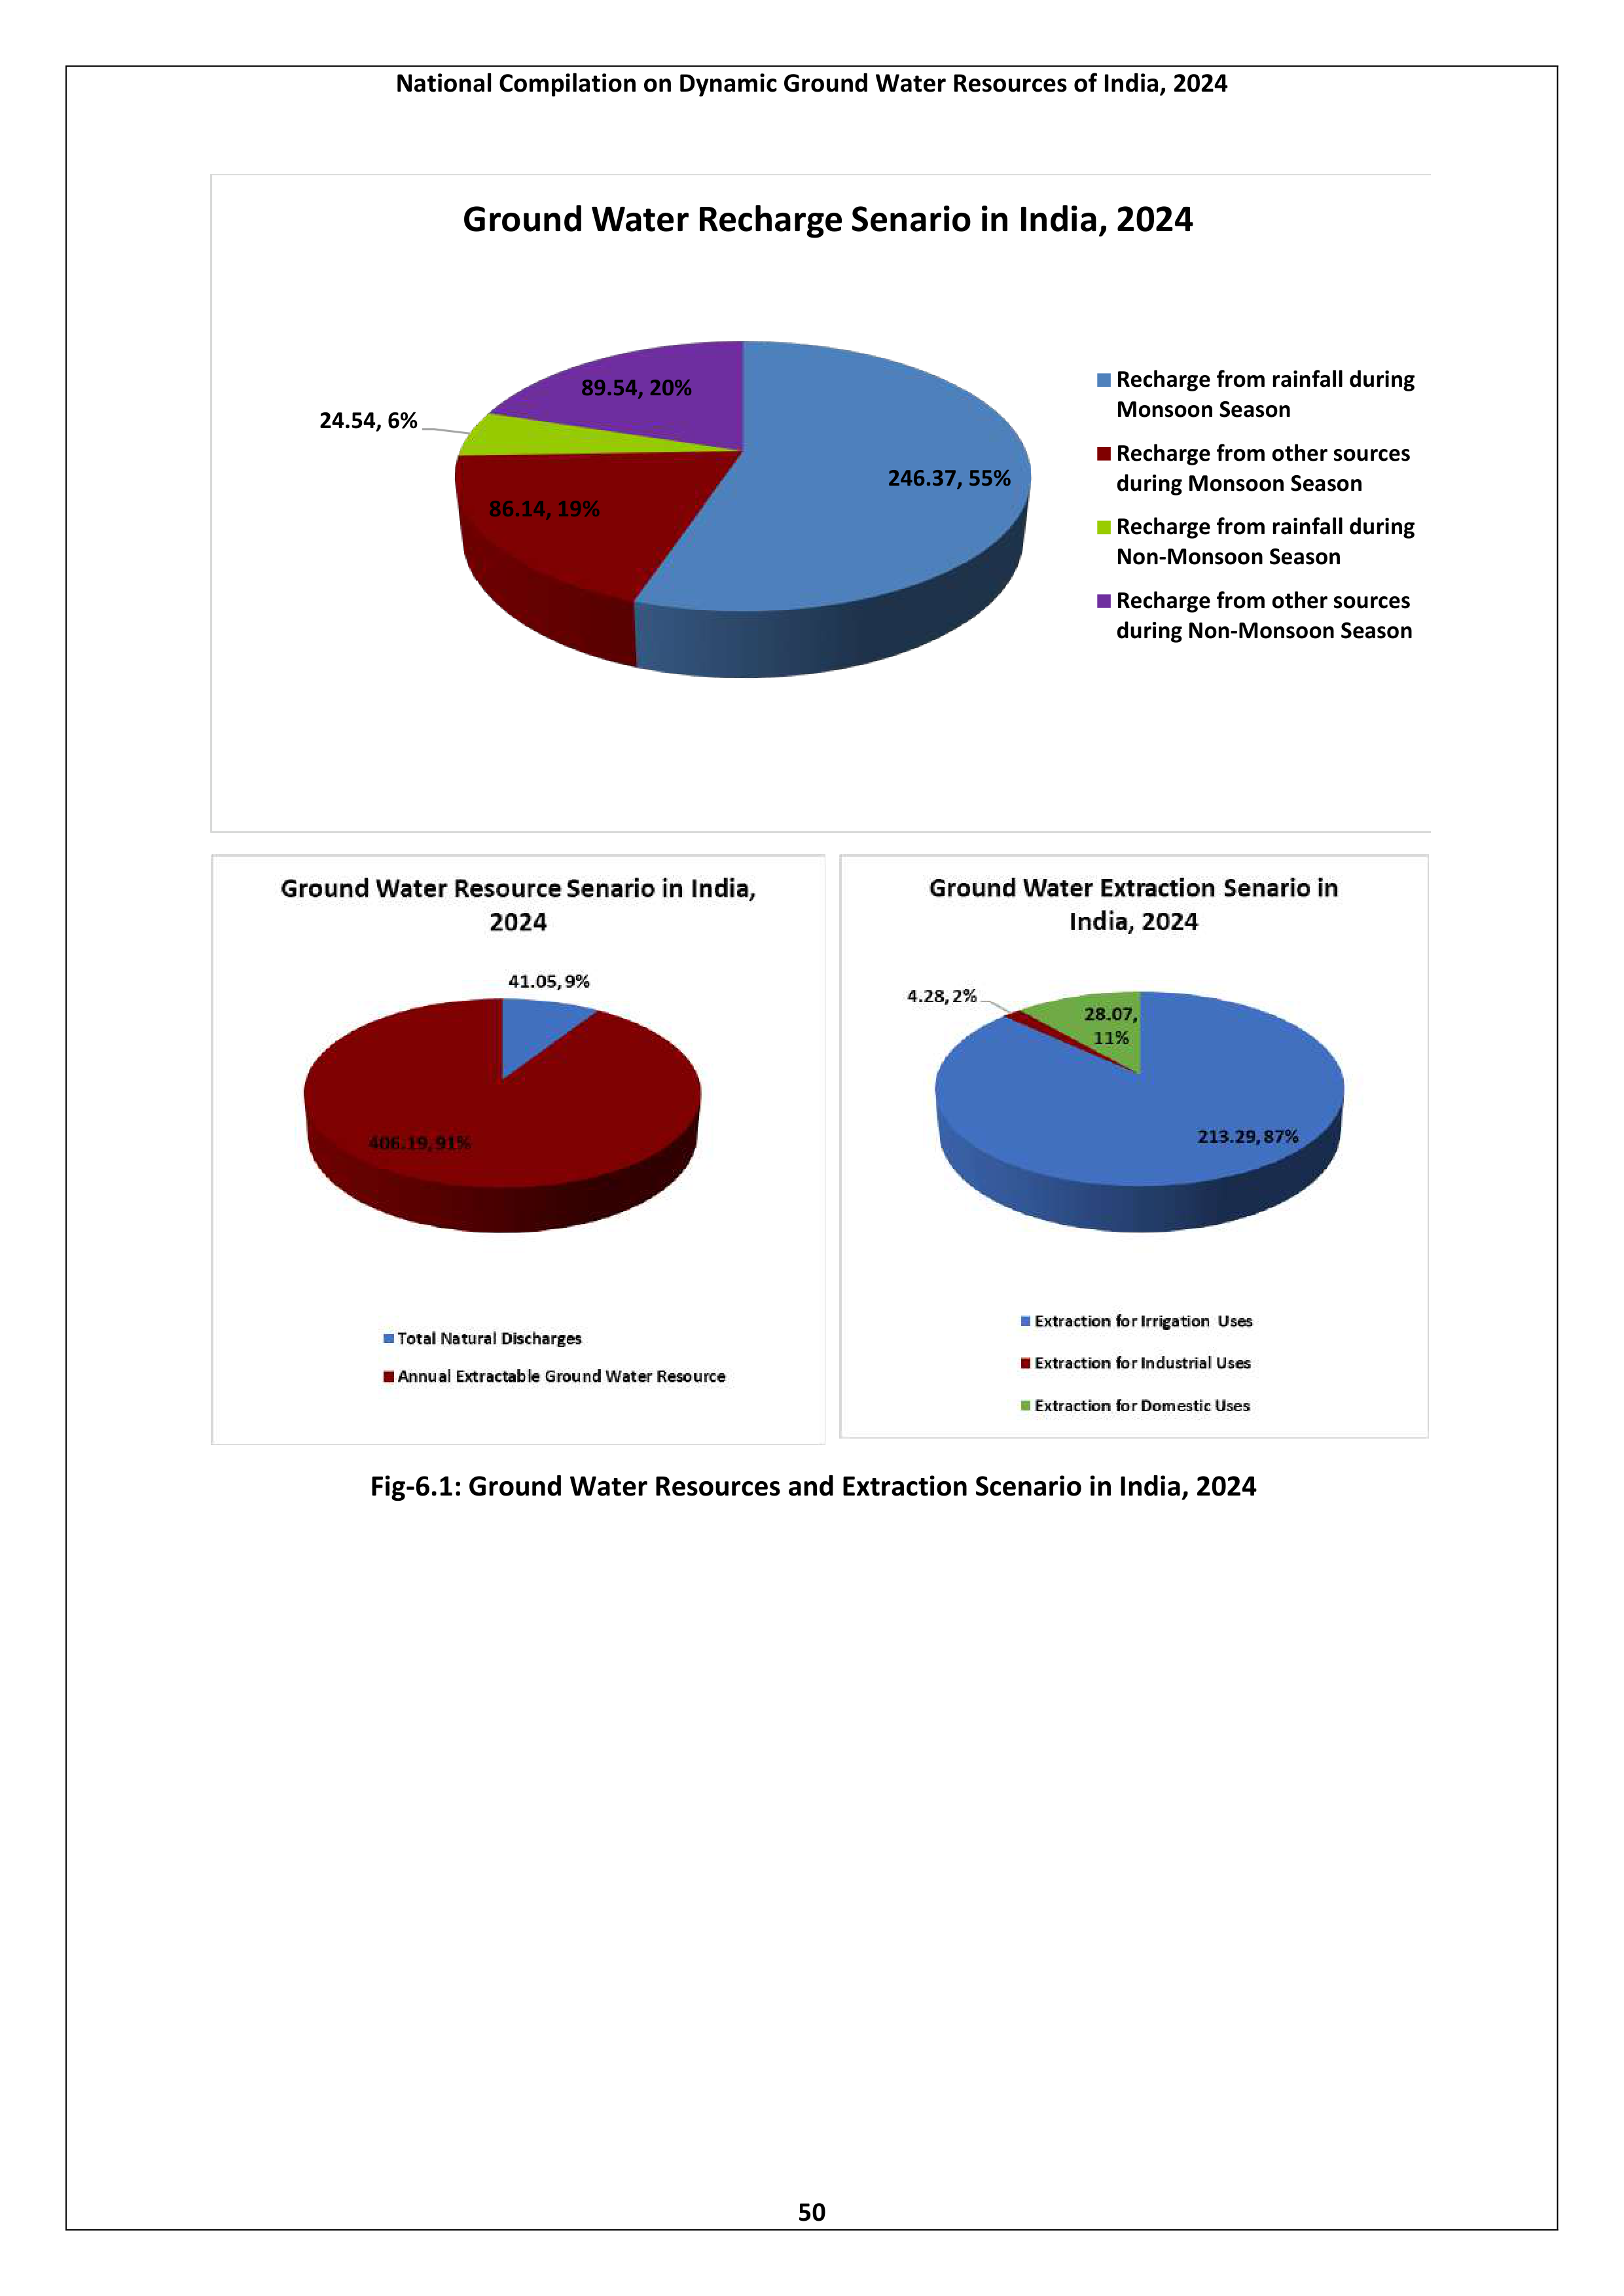 National Compilation on Dynamic Ground Water Resources of India, 2024
Ground Water Recharge Senario in India, 2024
89.54, 20%
24.54, 6%
246.37, 55%
86.14, 19%
Recharge from rainfall during
Monsoon Season
Recharge from other sources
during Monsoon Season
Recharge from rainfall during
Non-Monsoon Season
Recharge from other sources
during Non-Monsoon Season
Ground Water Resource Senario in India,
2024
41.05, 9%
406.19, 91%
Total Natural Discharges
Annual Extractable Ground Water Resource
Ground Water Extraction Senario in
India, 2024
4.28, 2%
28.07,
11%
213.29, 87%
Extraction for Irrigation Uses
Extraction for Industrial Uses
Extraction for Domestic Uses
Fig-6.1: Ground Water Resources and Extraction Scenario in India, 2024
50